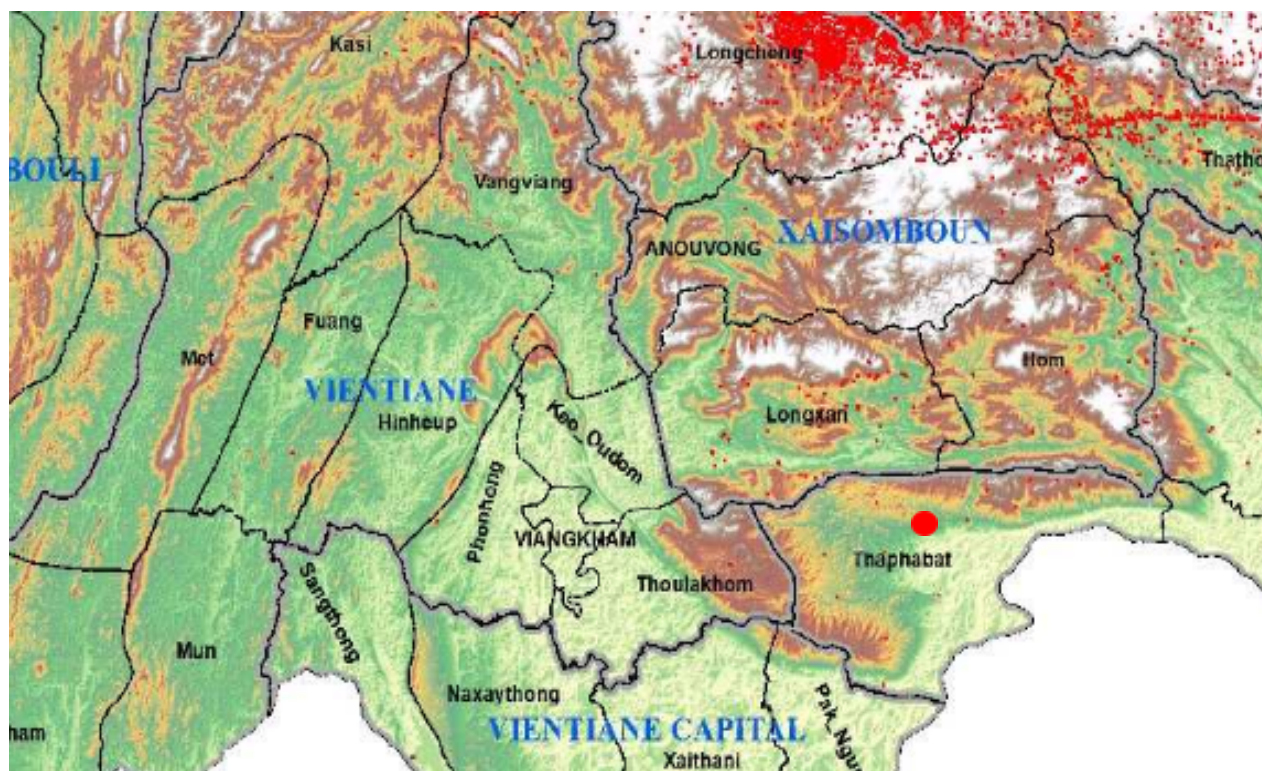 Kasi
Longcheng
BOULI
Vangviang
Thatho
ANOUVONG
XAISOMBOUN
Fuang
Met
Hom
VIENTIANE
Hinheup
Keo_Oudom
Longxan
Phonhong
VIANGKHAM
Thaphabat
Sangthong
Thoulakhom
Mun
Naxaythong
Pak_Ngu
VIENTIANE CAPITAL
ham
Xaithani